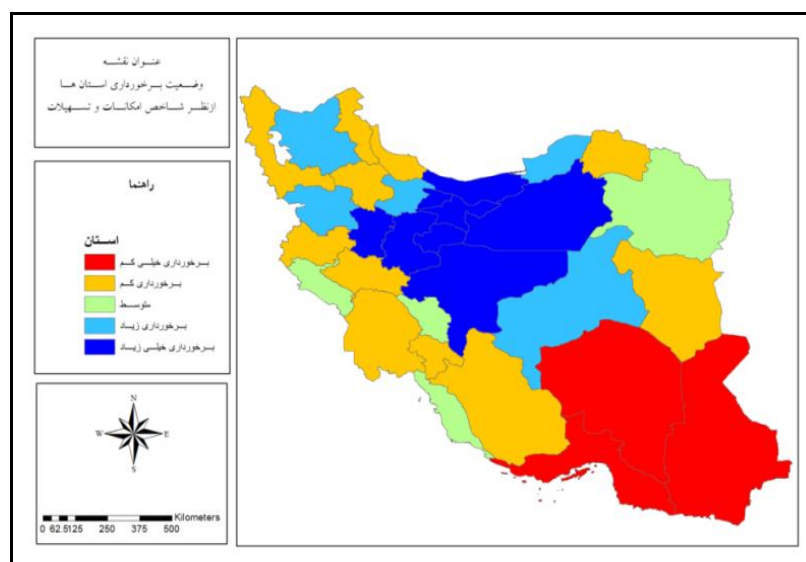 عنوان نقشه
وضعیت برخورداری استان ها
ازنظر شاخص امکانات و تسهیلات
راهنما
استان
برخورداری خیلی کم
برخورداری کم
متوسط
برخورداری زیاد
برخورداری خیلی زیاد
N
W E
S
Kilometers
0 62.5125 250 375 500